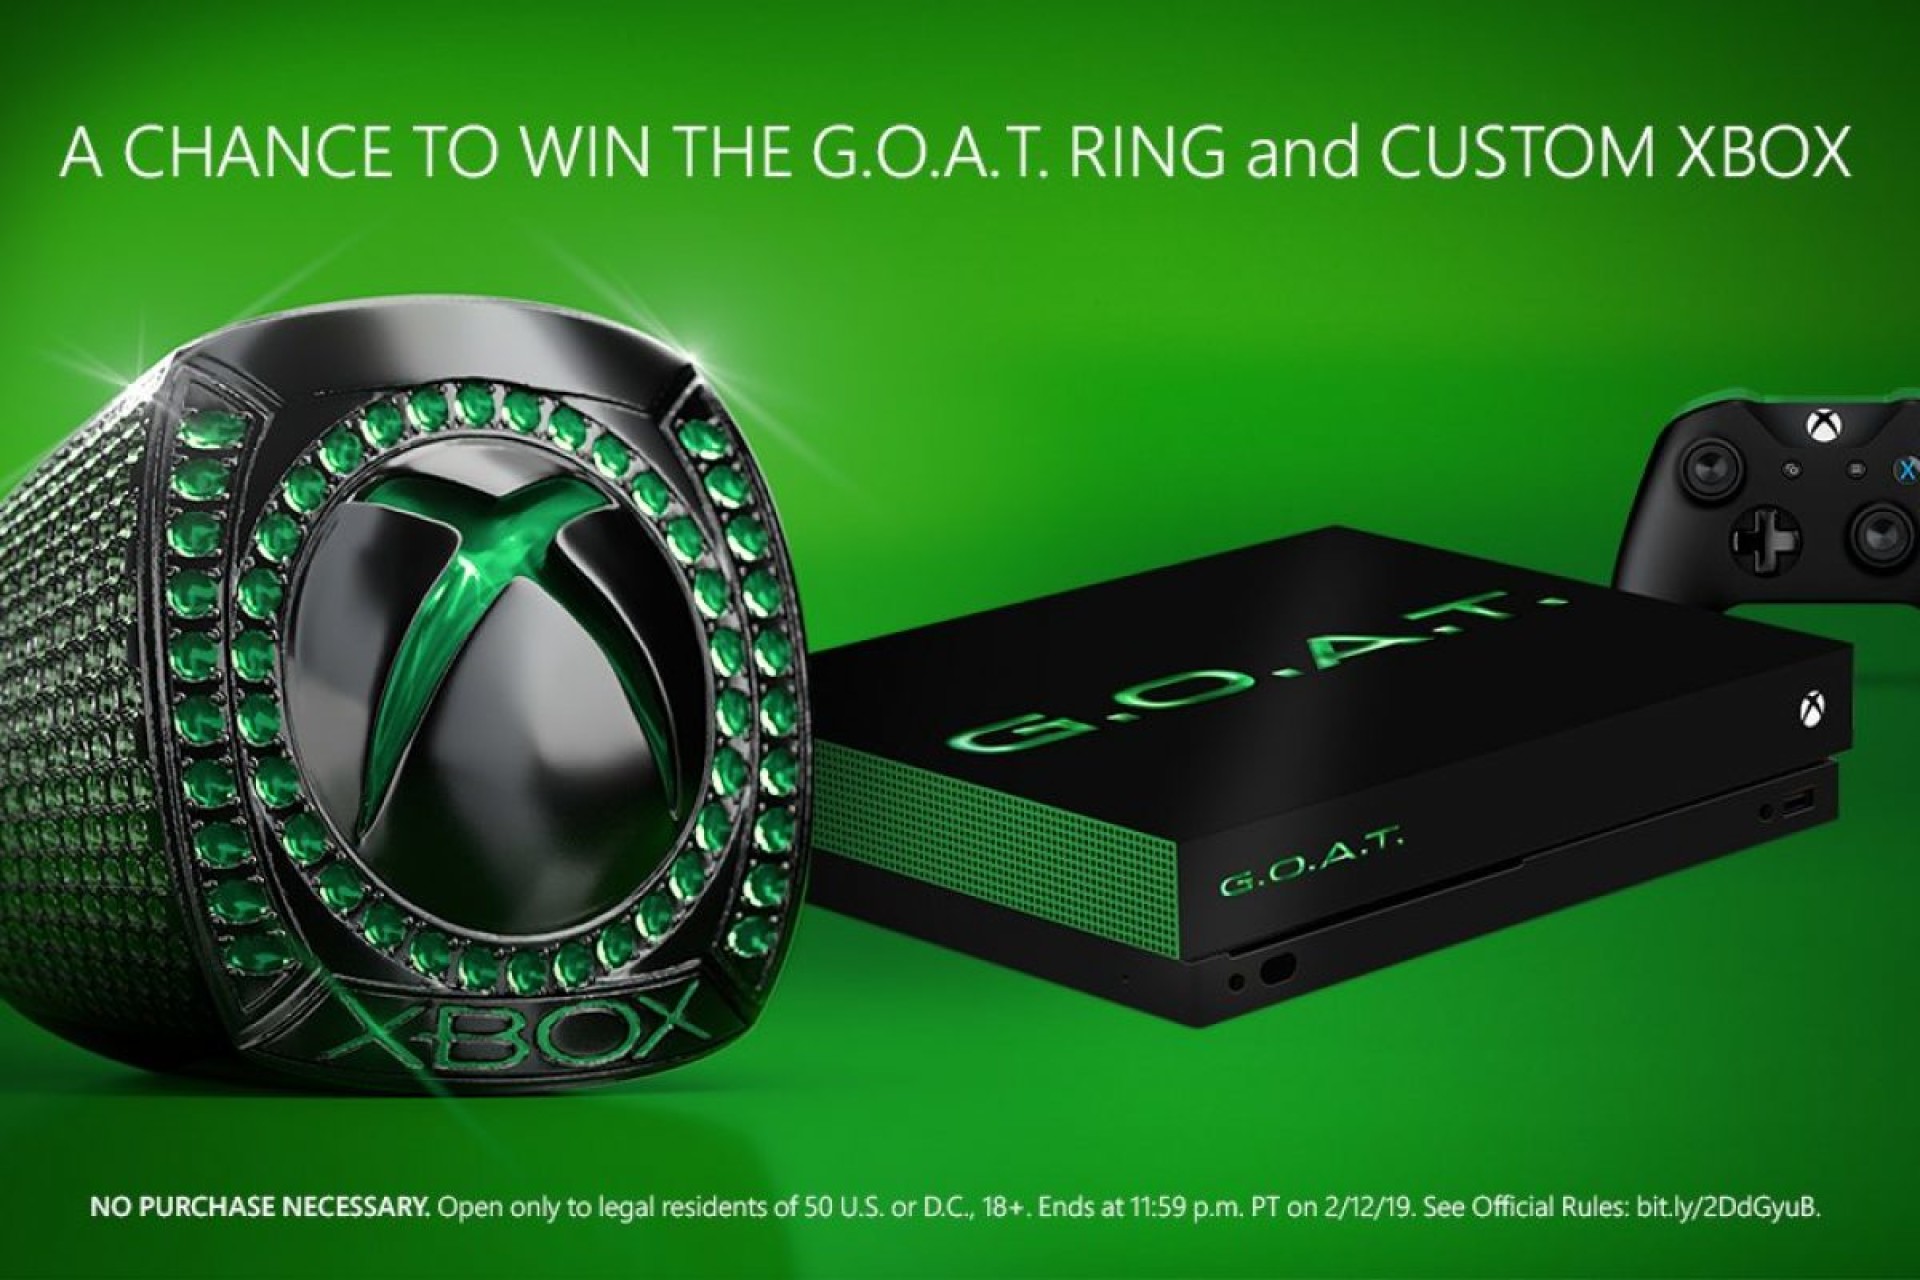 A CHANCE TO WIN THE G.O.A.T. RING and CUSTOM XBOX
G.O.A.T.
X
G.O.A.T.
XBOX
NO PURCHASE NECESSARY. Open only to legal residents of 50 U.S. or D.C., 18+. Ends at 11:59 p.m. PT on 2/12/19. See Official Rules: bit.ly/2DdGyuB.